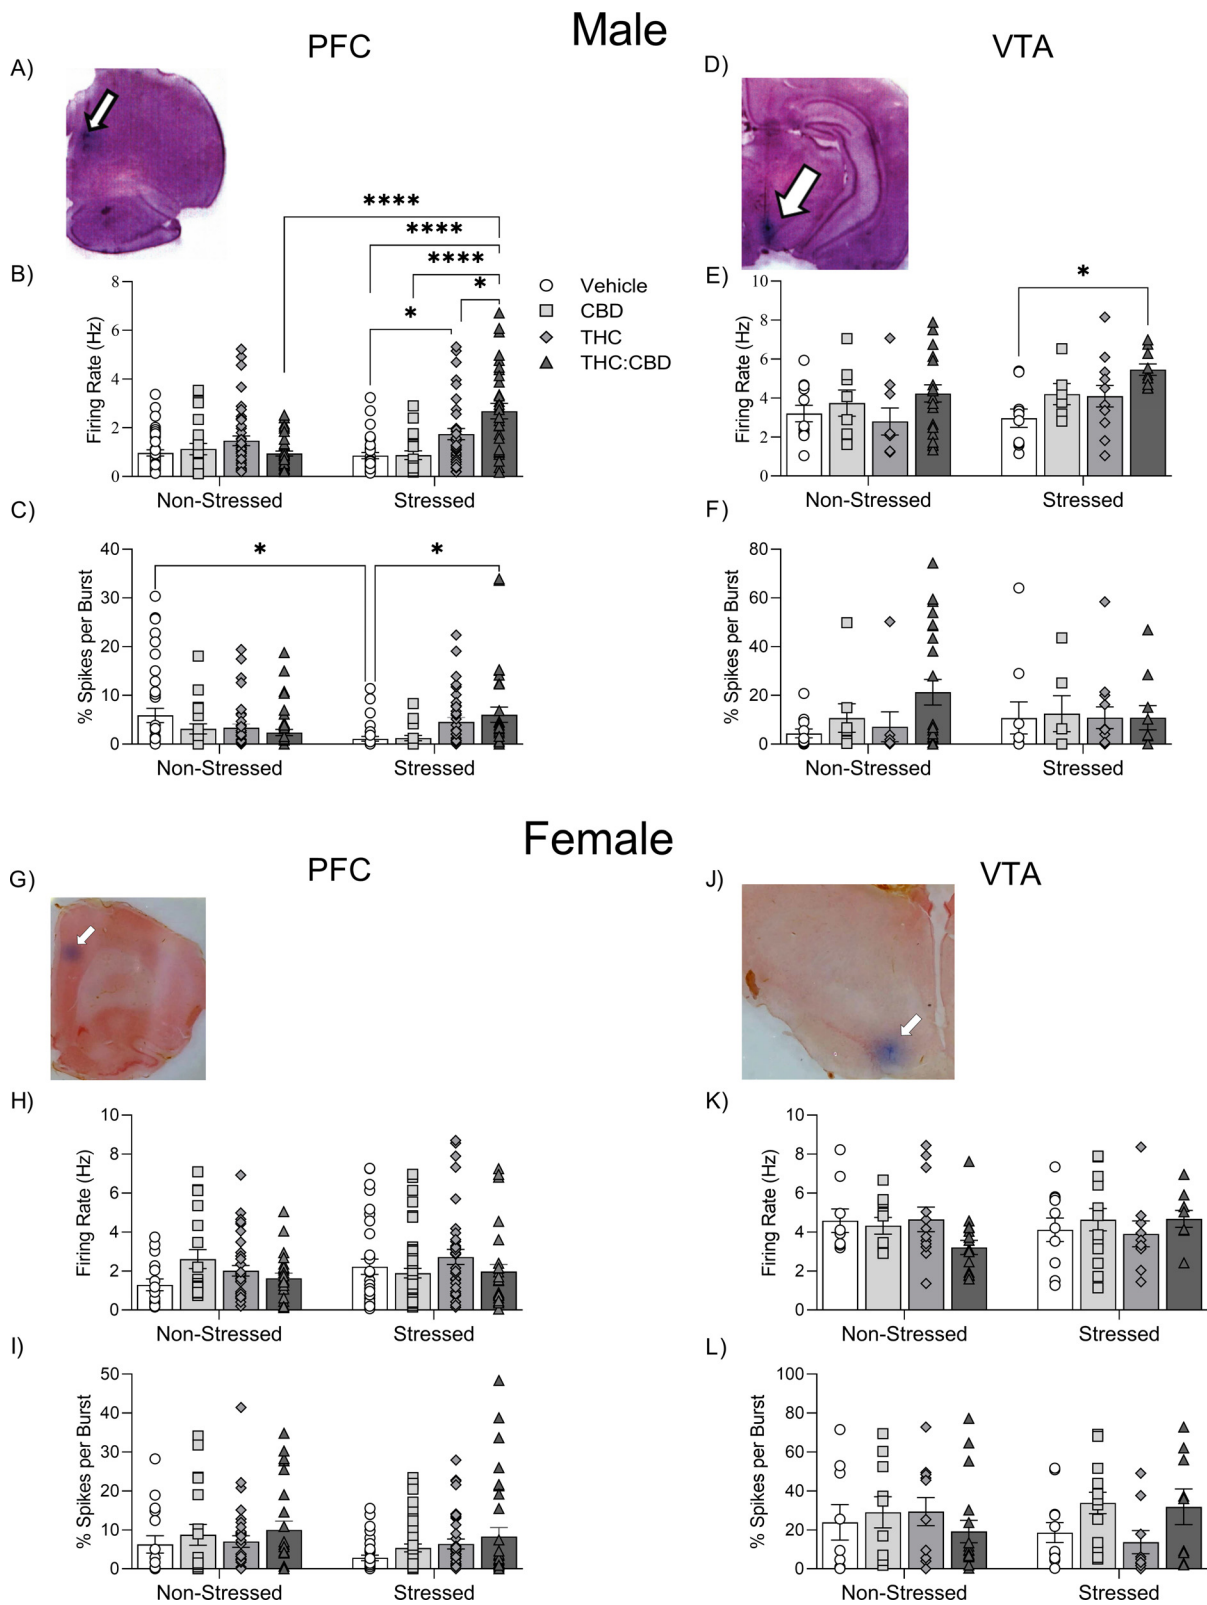 Male
PFC
VTA
A)
D)
****
****
****
*
*
B)
Firing Rate (Hz)
8
6
4
2
0
Non-Stressed
Stressed
Vehicle
CBD
THC
THC:CBD
E)
*
Firing Rate (Hz)
10
8
6
4
2
0
Non-Stressed
Stressed
C)
*
*
% Spikes per Burst
40
30
20
10
0
Non-Stressed
Stressed
F)
% Spikes per Burst
80
60
40
20
0
Non-Stressed
Stressed
Female
PFC
VTA
G)
J)
H)
Firing Rate (Hz)
10
8
6
4
2
0
Non-Stressed
Stressed
K)
Firing Rate (Hz)
10
8
6
4
2
0
Non-Stressed
Stressed
I)
% Spikes per Burst
50
40
30
20
10
0
Non-Stressed
Stressed
L)
% Spikes per Burst
100
80
60
40
20
0
Non-Stressed
Stressed